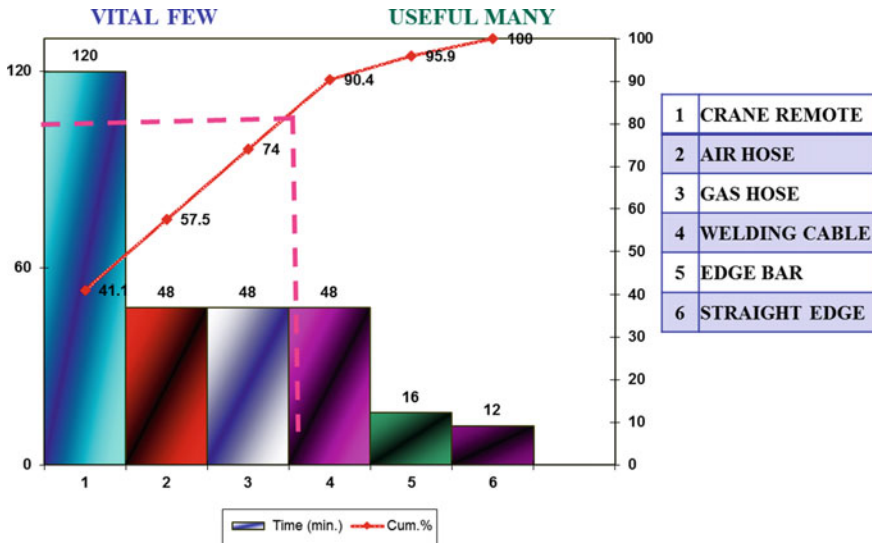 VITAL FEW USEFUL MANY
120
120
60
0
48
48
48
16
12
41.1
57.5
74
90.4
95.9
100
100
90
80
70
60
50
40
30
20
10
0
1 2 3 4 5 6
Time (min.) Cum.%
1 CRANE REMOTE
2 AIR HOSE
3 GAS HOSE
4 WELDING CABLE
5 EDGE BAR
6 STRAIGHT EDGE